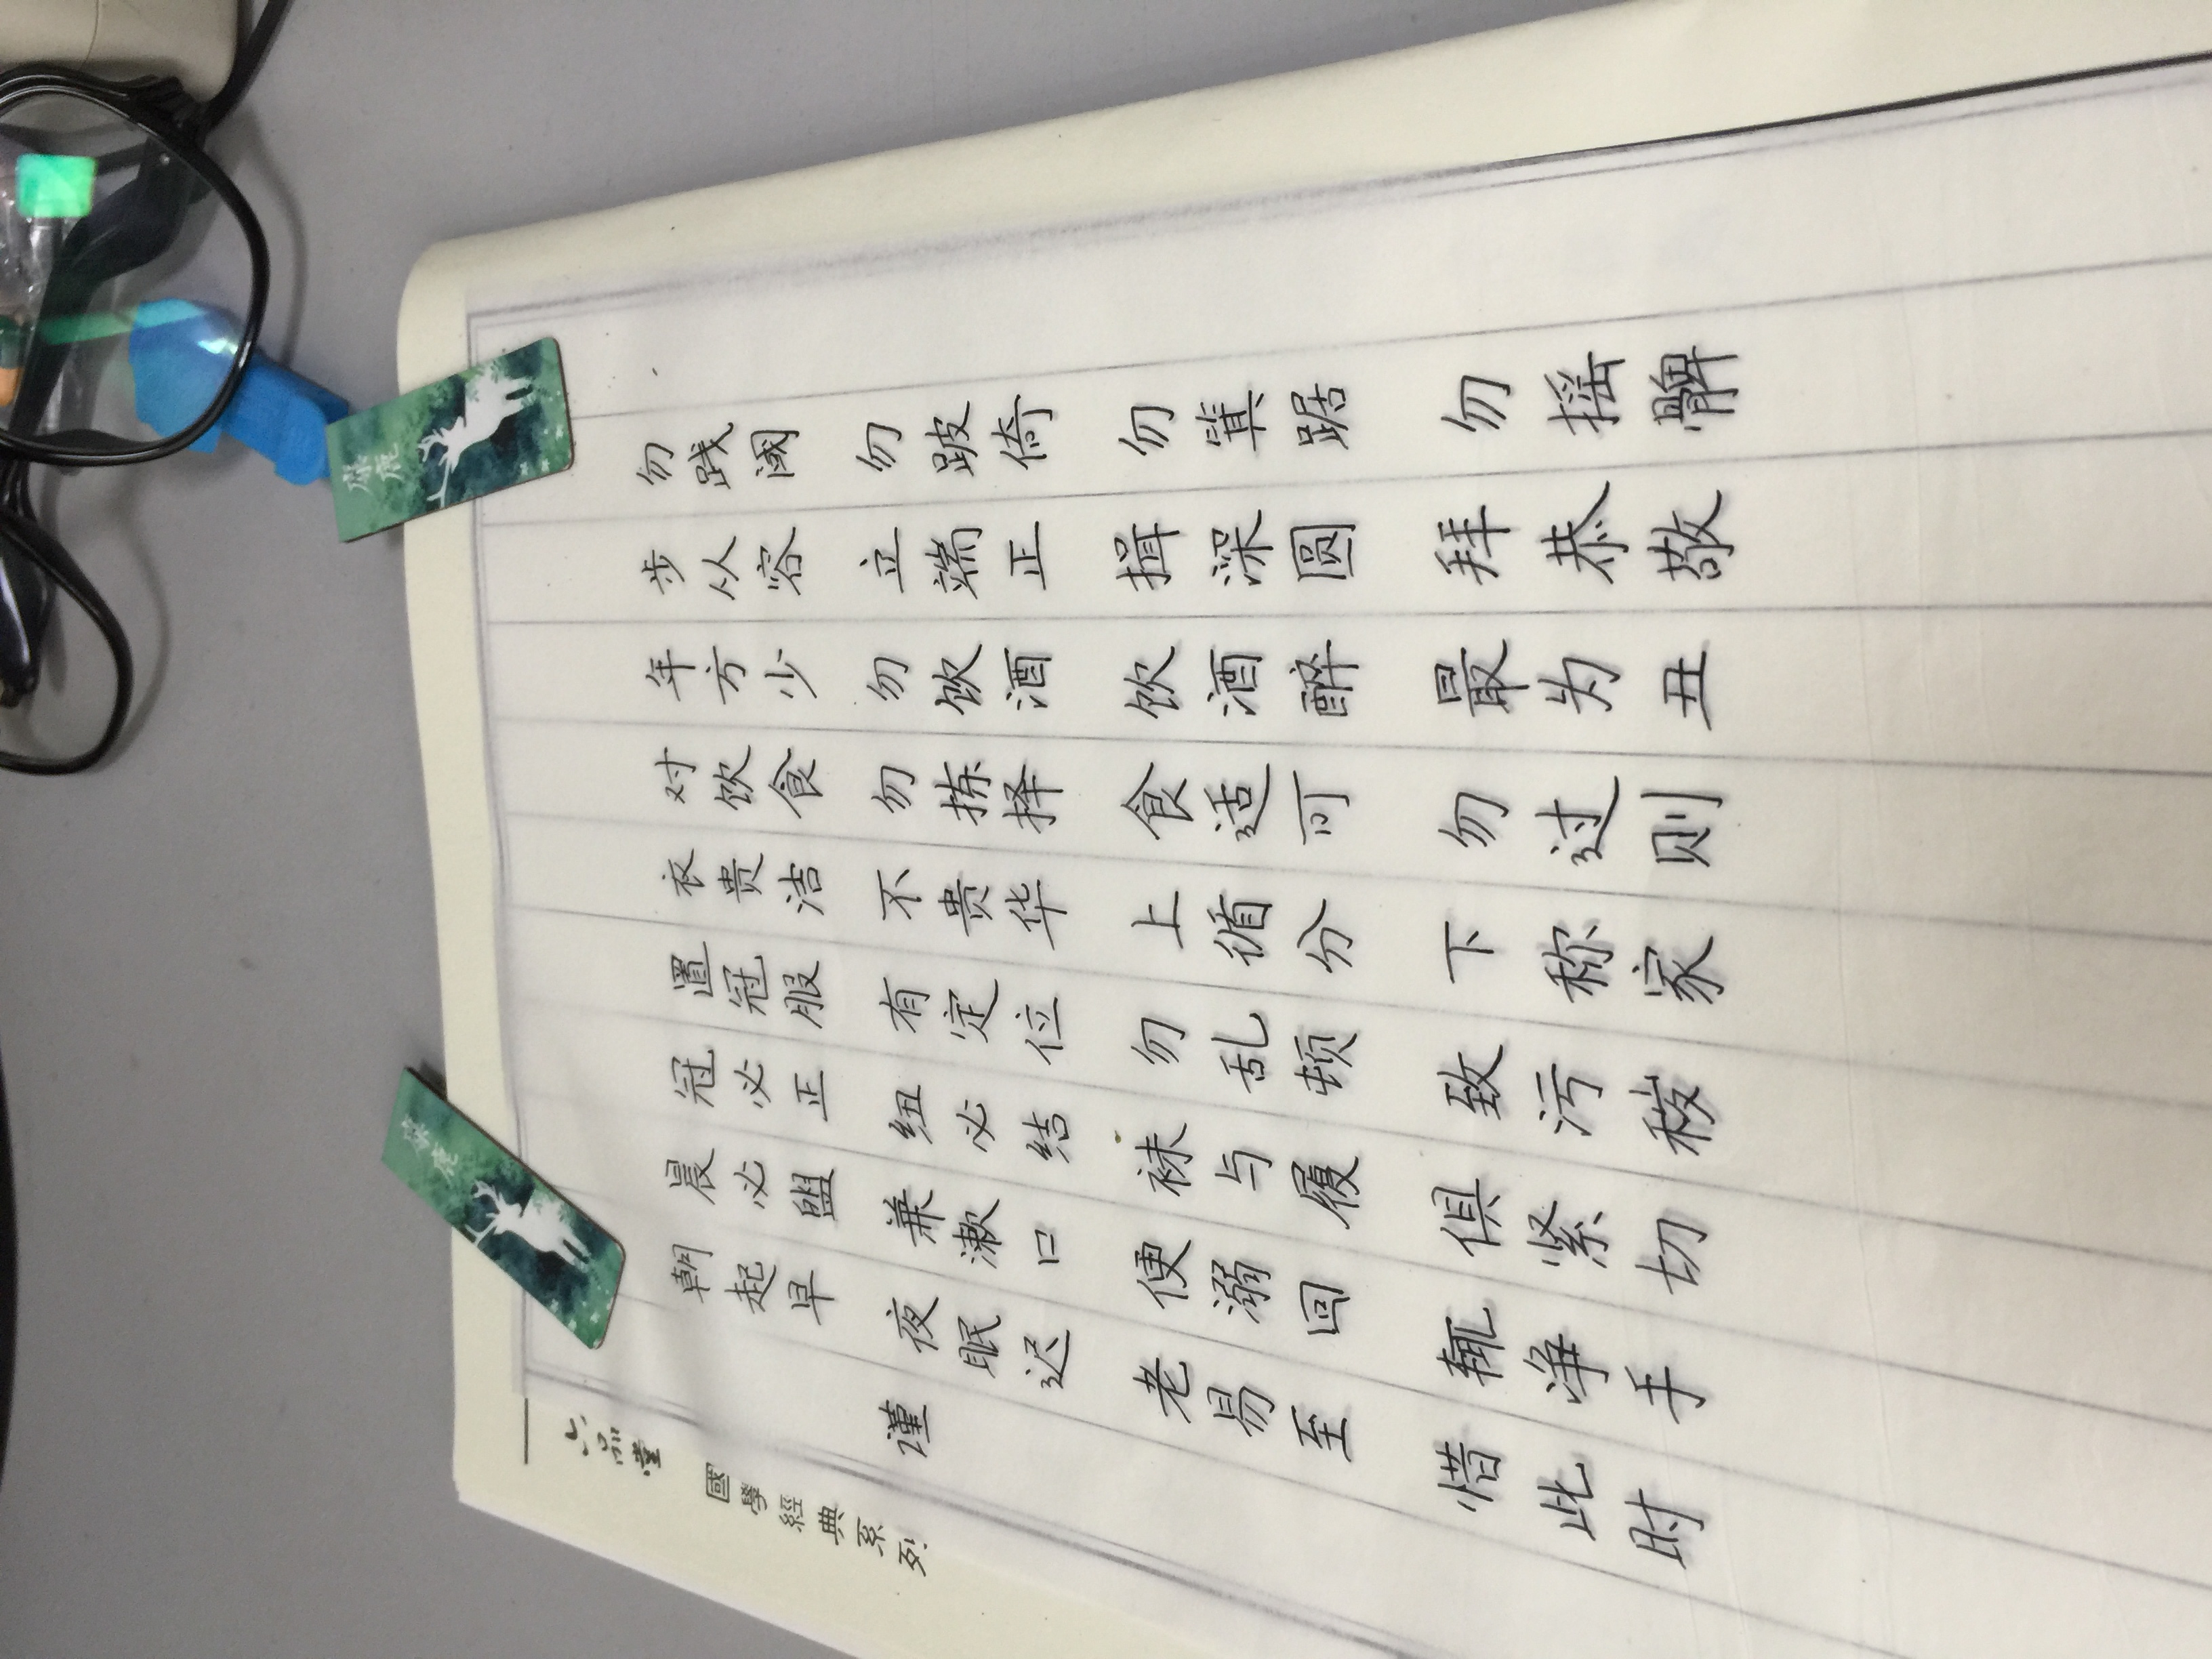 麋鹿
麋鹿
六品堂 國學經典系列
谨
朝起早 夜眠迟 老易至 惜此时
晨必盥 兼漱口 便溺回 辄净手
冠必正 纽必结 袜与履 俱紧切
置冠服 有定位 勿乱顿 致污秽
衣贵洁 不贵华 上循分 下称家
对饮食 勿拣择 食适可 勿过则
年方少 勿饮酒 饮酒醉 最为丑
步从容 立端正 揖深圆 拜恭敬
勿践阈 勿跛倚 勿箕踞 勿摇髀